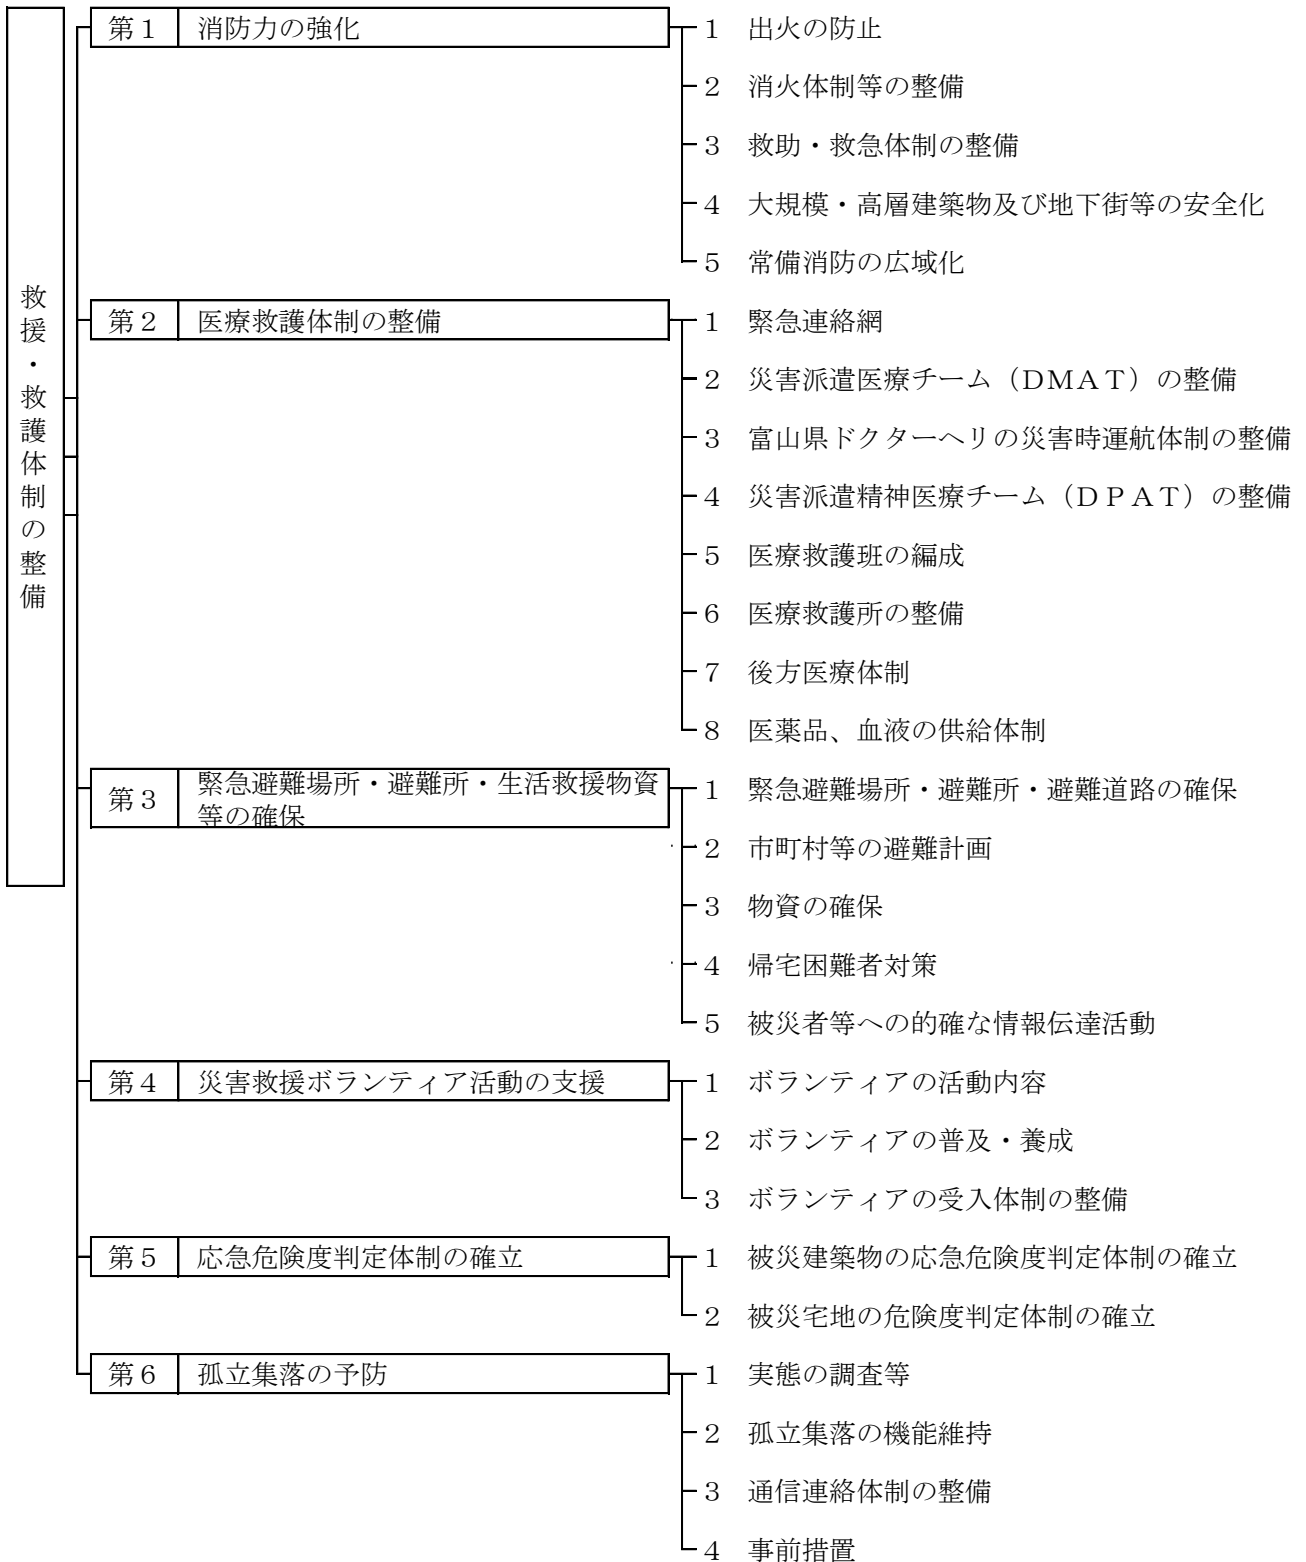 救援・救護体制の整備
第１ 消防力の強化
１ 出火の防止
２ 消火体制等の整備
３ 救助・救急体制の整備
４ 大規模・高層建築物及び地下街等の安全化
５ 常備消防の広域化
第２ 医療救護体制の整備
１ 緊急連絡網
２ 災害派遣医療チーム（DMAT）の整備
３ 富山県ドクターヘリの災害時運航体制の整備
４ 災害派遣精神医療チーム（ＤＰＡＴ）の整備
５ 医療救護班の編成
６ 医療救護所の整備
７ 後方医療体制
８ 医薬品、血液の供給体制
第３ 緊急避難場所・避難所・生活救援物資
等の確保
１ 緊急避難場所・避難所・避難道路の確保
２ 市町村等の避難計画
３ 物資の確保
４ 帰宅困難者対策
５ 被災者等への的確な情報伝達活動
第４ 災害救援ボランティア活動の支援
１ ボランティアの活動内容
２ ボランティアの普及・養成
３ ボランティアの受入体制の整備
第５ 応急危険度判定体制の確立
１ 被災建築物の応急危険度判定体制の確立
２ 被災宅地の危険度判定体制の確立
第６ 孤立集落の予防
１ 実態の調査等
２ 孤立集落の機能維持
３ 通信連絡体制の整備
４ 事前措置